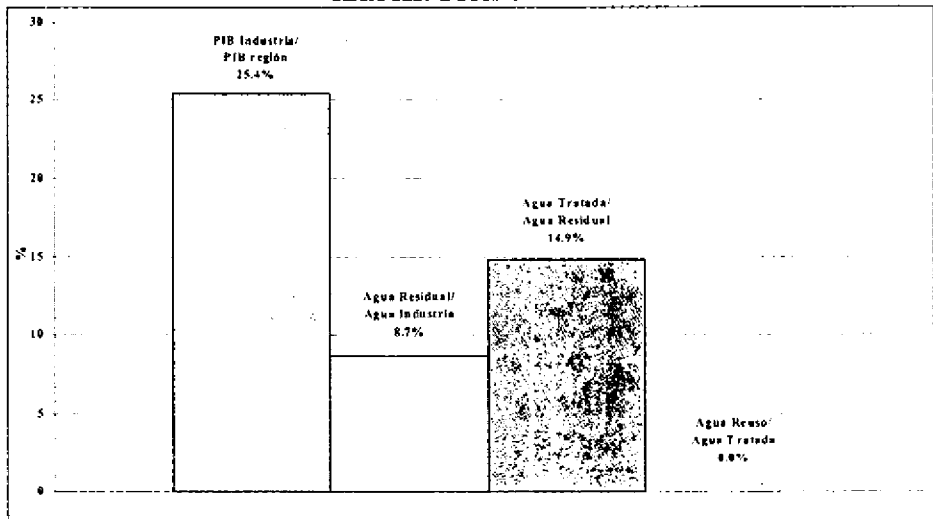 30
25
20
15
10
5
0
%
PIB Industria/
PIB región
25.4%
Agua Residual/
Agua Industria
8.7%
Agua Tratada/
Agua Residual
14.9%
Agua Reuso/
Agua Tratada
0.0%